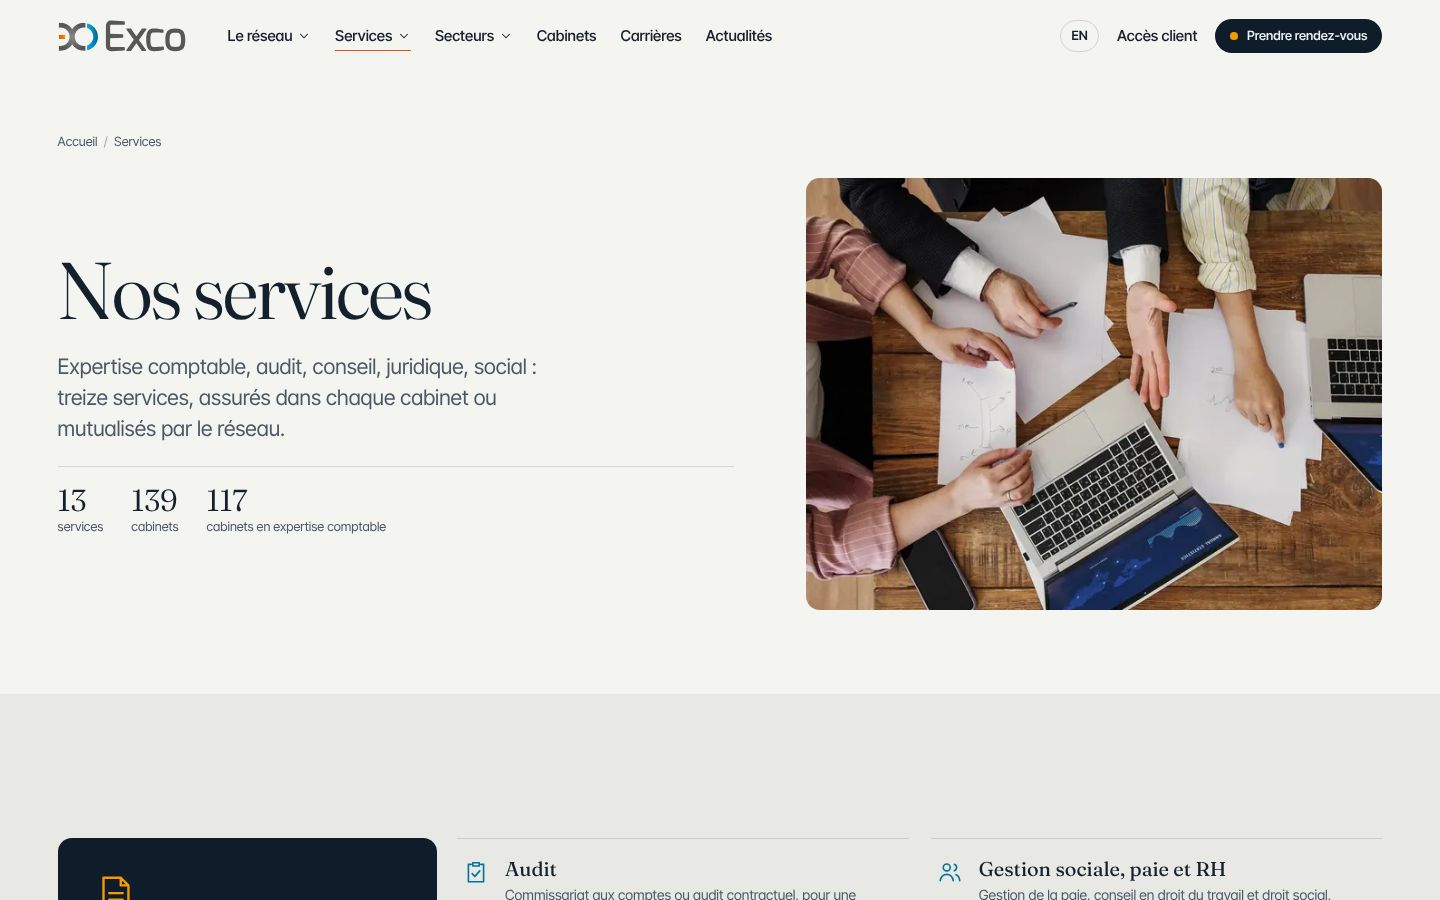 Exco
Le réseau
Services
Secteurs
Cabinets
Carrières
Actualités
EN
Accès client
Prendre rendez-vous
Accueil / Services
Nos services
Expertise comptable, audit, conseil, juridique, social :
treize services, assurés dans chaque cabinet ou
mutualisés par le réseau.
13
services
139
cabinets
117
cabinets en expertise comptable
ANNUAL STATISTICS
Audit
Commissariat aux comptes ou audit contractuel, pour une
Gestion sociale, paie et RH
Gestion de la paie, conseil en droit du travail et droit social,